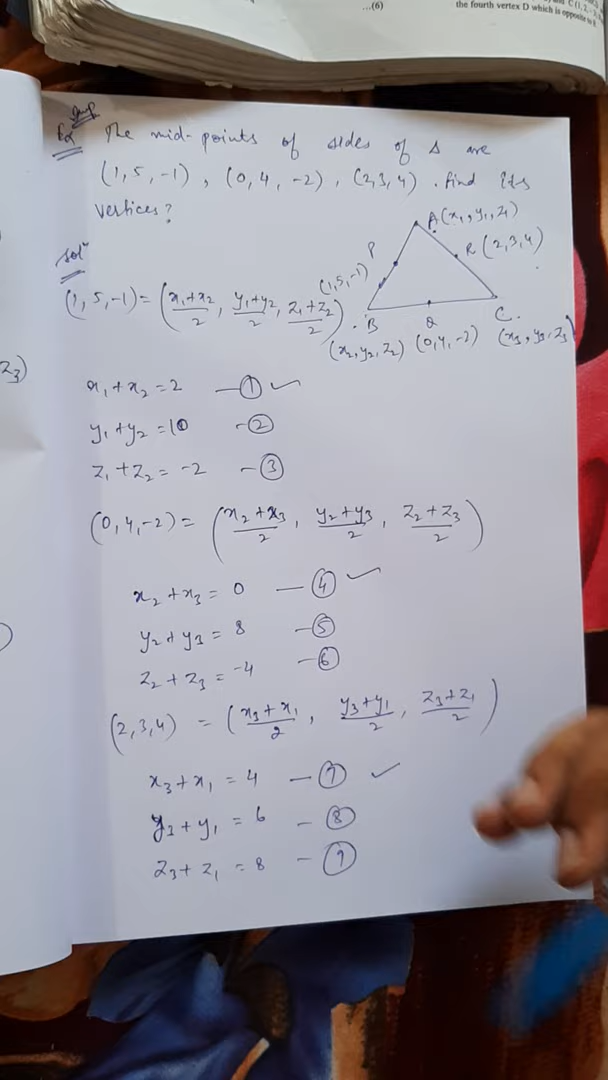 ...(6)
the fourth vertex D which is opposite to
Imp
Ex The mid-points of sides of Δ are
(1, 5, -1) , (0, 4, -2) , (2, 3, 4) . Find its
vertices?
Solⁿ
A (x₁, y₁, z₁)
P
R (2, 3, 4)
(1, 5, -1)
(1, 5, -1) = (x₁+x₂/2, y₁+y₂/2, z₁+z₂/2) .
B Q C
(x₂, y₂, z₂) (0, 4, -2) (x₃, y₃, z₃)
z₃)
x₁ + x₂ = 2 — ① ✓
y₁ + y₂ = 10 - ②
z₁ + z₂ = -2 - ③
(0, 4, -2) = (x₂ + x₃/2, y₂+y₃/2, z₂ + z₃/2)
x₂ + x₃ = 0 — ④ ✓
y₂ + y₃ = 8 - ⑤
z₂ + z₃ = -4 - ⑥
(2, 3, 4) = (x₃ + x₁/2, y₃+y₁/2, z₃+z₁/2)
x₃ + x₁ = 4 — ⑦ ✓
y₃ + y₁ = 6 - ⑧
z₃ + z₁ = 8 - ⑨